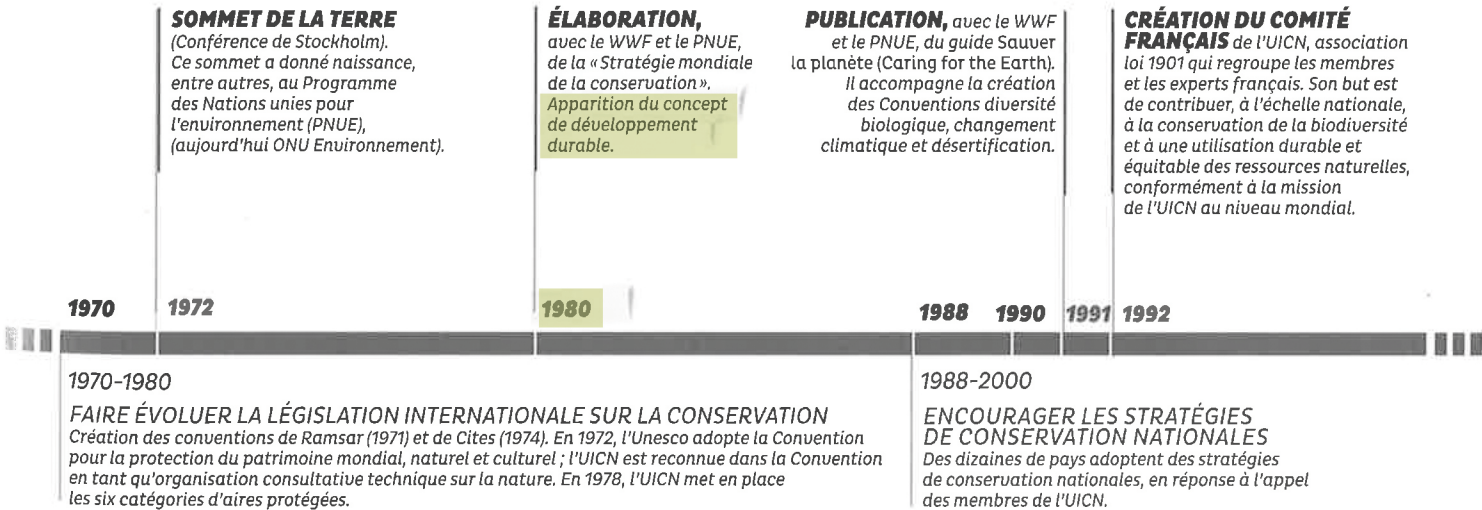 SOMMET DE LA TERRE
(Conférence de Stockholm).
Ce sommet a donné naissance,
entre autres, au Programme
des Nations unies pour
l'environnement (PNUE),
(aujourd'hui ONU Environnement).
ÉLABORATION,
avec le WWF et le PNUE,
de la « Stratégie mondiale
de la conservation ».
Apparition du concept
de développement
durable.
PUBLICATION, avec le WWF
et le PNUE, du guide Sauver
la planète (Caring for the Earth).
Il accompagne la création
des Conventions diversité
biologique, changement
climatique et désertification.
CRÉATION DU COMITÉ
FRANÇAIS de l'UICN, association
loi 1901 qui regroupe les membres
et les experts français. Son but est
de contribuer, à l'échelle nationale,
à la conservation de la biodiversité
et à une utilisation durable et
équitable des ressources naturelles,
conformément à la mission
de l'UICN au niveau mondial.
1970 1972 1980 1988 1990 1991 1992
1970-1980
FAIRE ÉVOLUER LA LÉGISLATION INTERNATIONALE SUR LA CONSERVATION
Création des conventions de Ramsar (1971) et de Cites (1974). En 1972, l'Unesco adopte la Convention
pour la protection du patrimoine mondial, naturel et culturel ; l'UICN est reconnue dans la Convention
en tant qu'organisation consultative technique sur la nature. En 1978, l'UICN met en place
les six catégories d'aires protégées.
1988-2000
ENCOURAGER LES STRATÉGIES
DE CONSERVATION NATIONALES
Des dizaines de pays adoptent des stratégies
de conservation nationales, en réponse à l'appel
des membres de l'UICN.